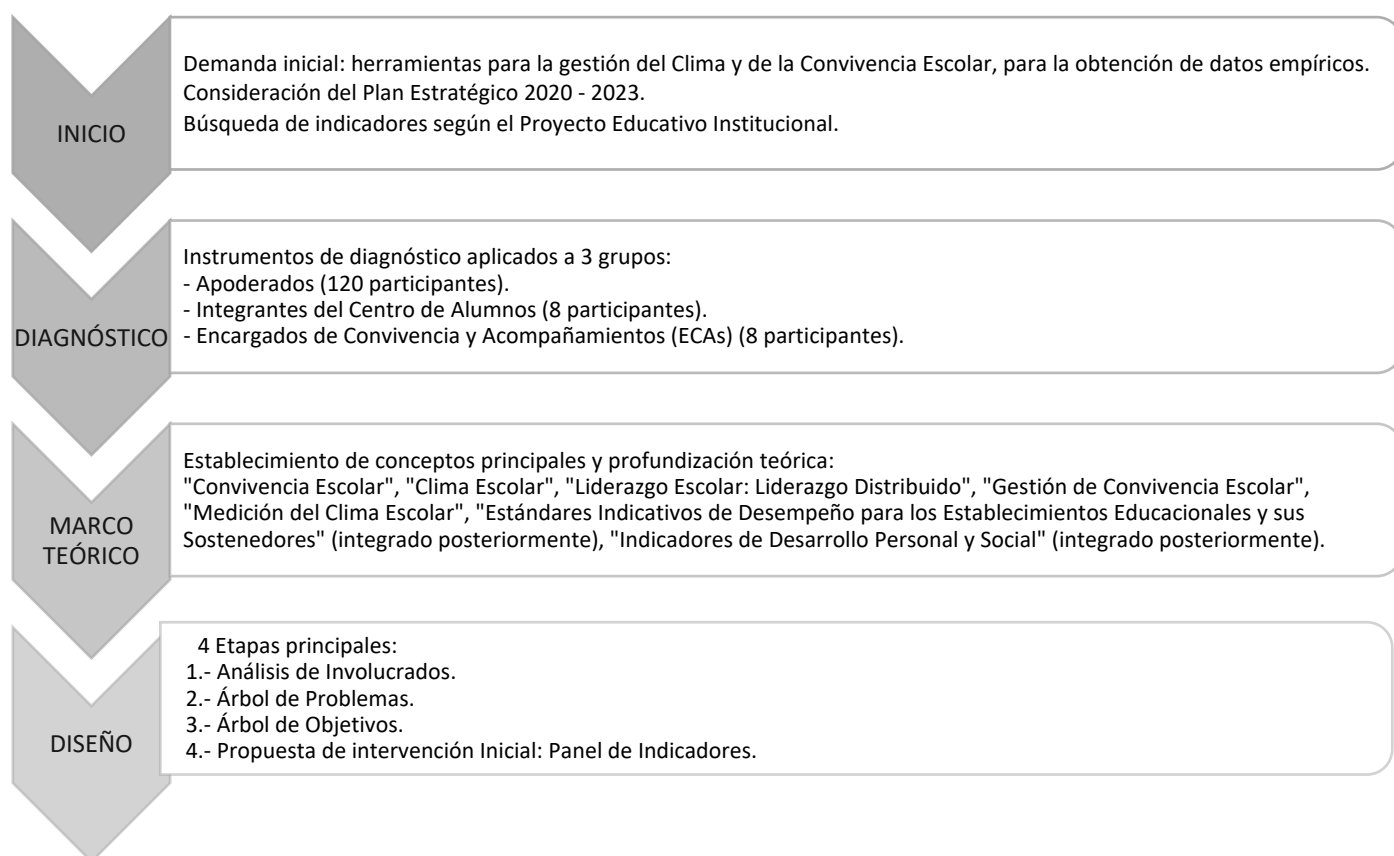 INICIO
Demanda inicial: herramientas para la gestión del Clima y de la Convivencia Escolar, para la obtención de datos empíricos.
Consideración del Plan Estratégico 2020 - 2023.
Búsqueda de indicadores según el Proyecto Educativo Institucional.
DIAGNÓSTICO
Instrumentos de diagnóstico aplicados a 3 grupos:
- Apoderados (120 participantes).
- Integrantes del Centro de Alumnos (8 participantes).
- Encargados de Convivencia y Acompañamientos (ECAs) (8 participantes).
MARCO
TEÓRICO
Establecimiento de conceptos principales y profundización teórica:
"Convivencia Escolar", "Clima Escolar", "Liderazgo Escolar: Liderazgo Distribuido", "Gestión de Convivencia Escolar",
"Medición del Clima Escolar", "Estándares Indicativos de Desempeño para los Establecimientos Educacionales y sus
Sostenedores" (integrado posteriormente), "Indicadores de Desarrollo Personal y Social" (integrado posteriormente).
DISEÑO
4 Etapas principales:
1.- Análisis de Involucrados.
2.- Árbol de Problemas.
3.- Árbol de Objetivos.
4.- Propuesta de intervención Inicial: Panel de Indicadores.